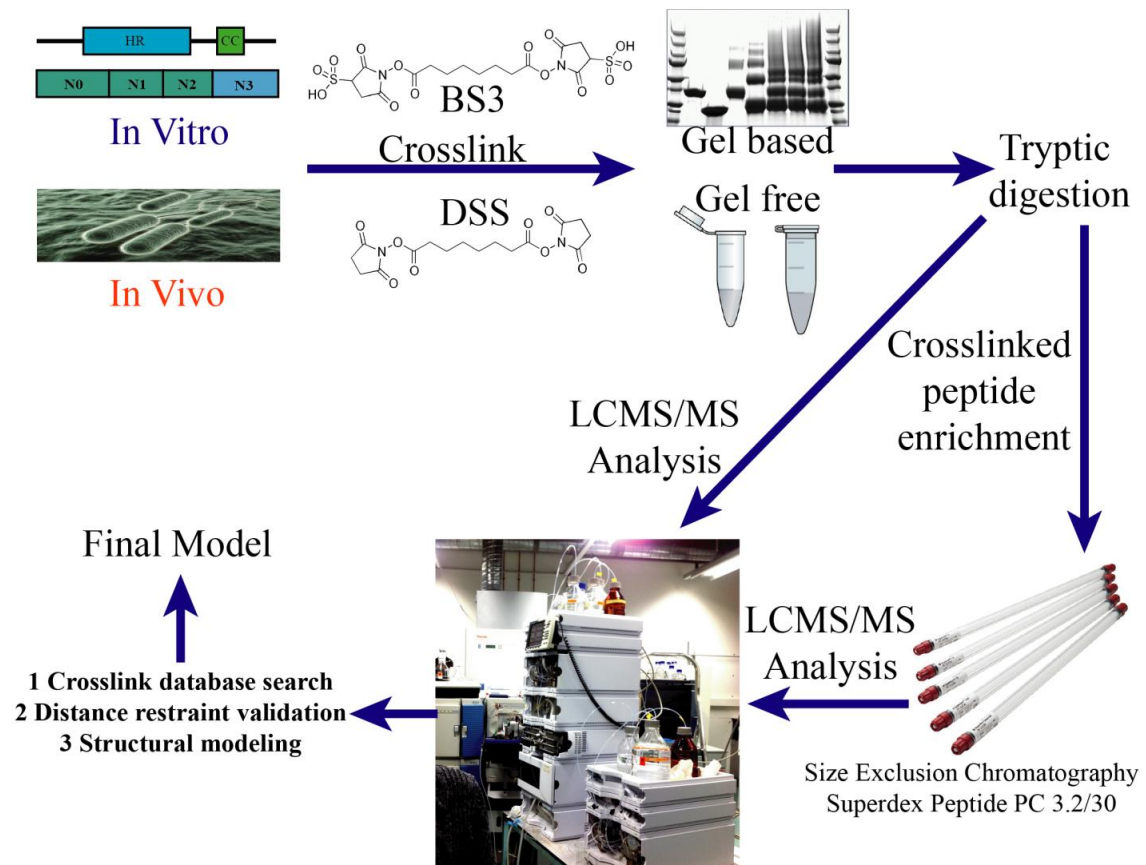 HR
CC
N0 N1 N2 N3
In Vitro
In Vivo
O
O
O
O
O
O
O
O
N
N
S
S
O
O
O
O
HO
OH
BS3
Crosslink
DSS
O
O
O
O
O
O
O
O
N
N
Gel based
Gel free
Tryptic
digestion
Crosslinked
peptide
enrichment
LCMS/MS
Analysis
LCMS/MS
Analysis
Size Exclusion Chromatography
Superdex Peptide PC 3.2/30
1 Crosslink database search
2 Distance restraint validation
3 Structural modeling
Final Model